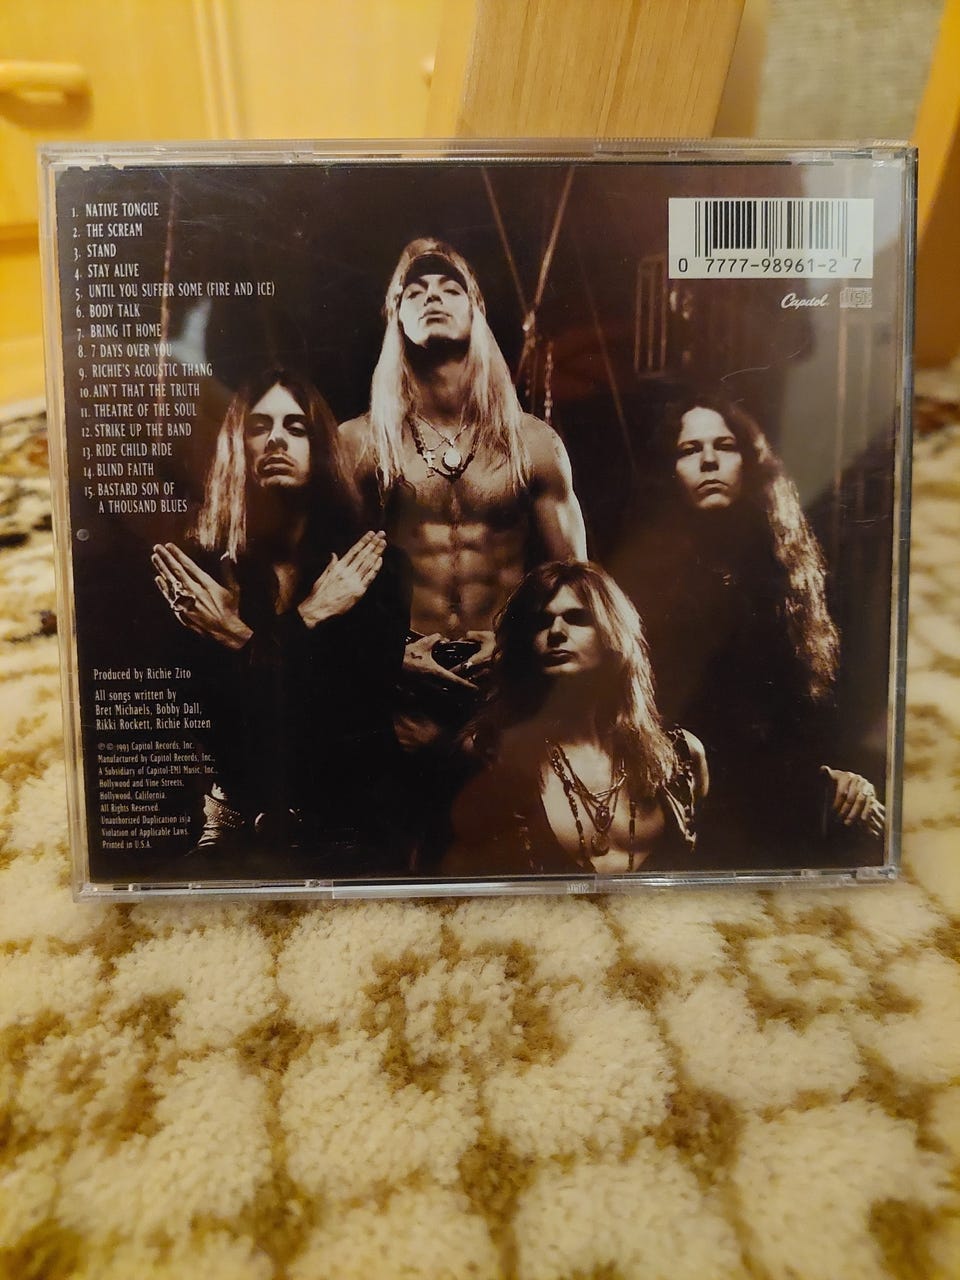 1. NATIVE TONGUE
2. THE SCREAM
3. STAND
4. STAY ALIVE
5. UNTIL YOU SUFFER SOME (FIRE AND ICE)
6. BODY TALK
7. BRING IT HOME
8. 7 DAYS OVER YOU
9. RICHIE'S ACOUSTIC THANG
10. AIN'T THAT THE TRUTH
11. THEATRE OF THE SOUL
12. STRIKE UP THE BAND
13. RIDE CHILD RIDE
14. BLIND FAITH
15. BASTARD SON OF
A THOUSAND BLUES
0 7777-98961-2 7
Capitol.
Produced by Richie Zito
All songs written by
Bret Michaels, Bobby Dall,
Rikki Rockett, Richie Kotzen
℗ © 1993 Capitol Records, Inc.
Manufactured by Capitol Records, Inc.,
A Subsidiary of Capitol-EMI Music, Inc.,
Hollywood and Vine Streets,
Hollywood, California.
All Rights Reserved.
Unauthorized Duplication is a
Violation of Applicable Laws.
Printed in U.S.A.